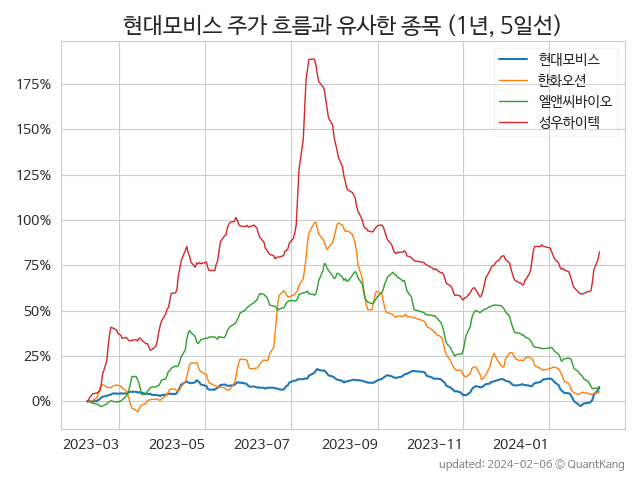 현대모비스 주가 흐름과 유사한 종목 (1년, 5일선)
현대모비스
한화오션
엘앤씨바이오
성우하이텍
175%
150%
125%
100%
75%
50%
25%
0%
2023-03
2023-05
2023-07
2023-09
2023-11
2024-01
updated: 2024-02-06 © QuantKang